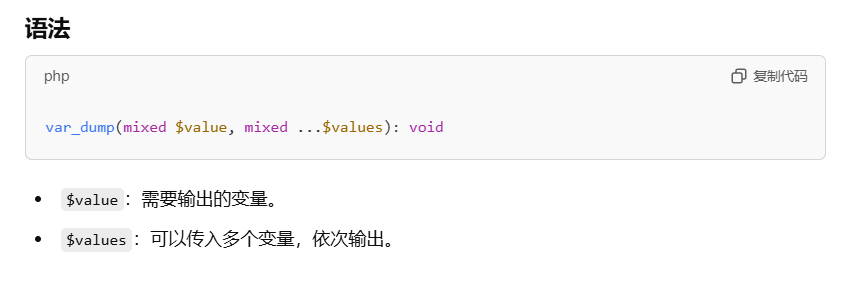 语法
php
复制代码
var_dump(mixed $value, mixed ...$values): void
$value：需要输出的变量。
$values：可以传入多个变量，依次输出。